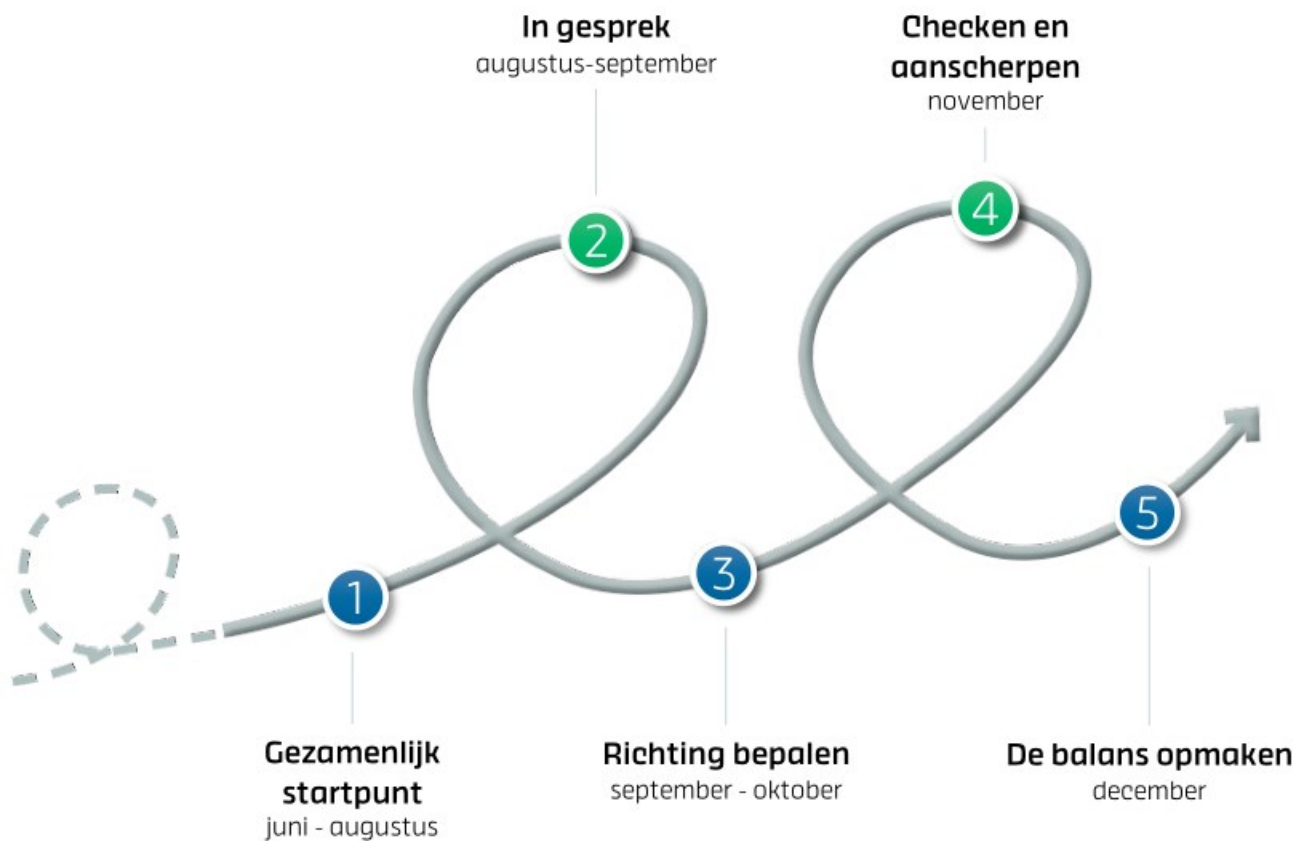 In gesprek
augustus-september
Checken en
aanscherpen
november
2
4
5
3
1
Gezamenlijk
startpunt
juni - augustus
Richting bepalen
september - oktober
De balans opmaken
december